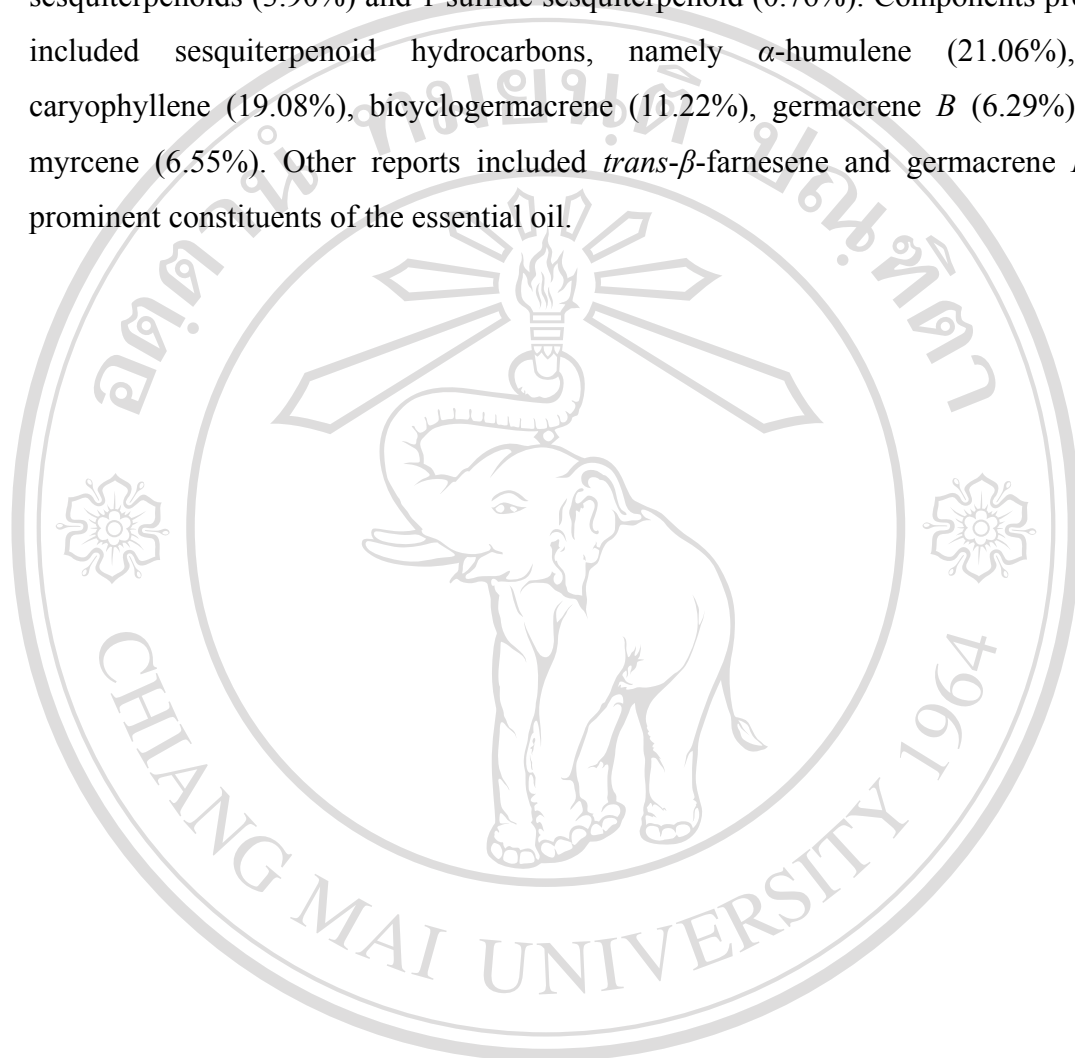 sesquiterpenoids (3.90%) and 1 sulfide sesquiterpenoid (0.76%). Components
included sesquiterpenoid hydrocarbons, namely α-humulene (21.06%),
caryophyllene (19.08%), bicyclogermacrene (11.22%), germacrene B (6.29%)
myrcene (6.55%). Other reports included trans-β-farnesene and germacrene
prominent constituents of the essential oil.
CHIANG MAI UNIVERSITY 1964